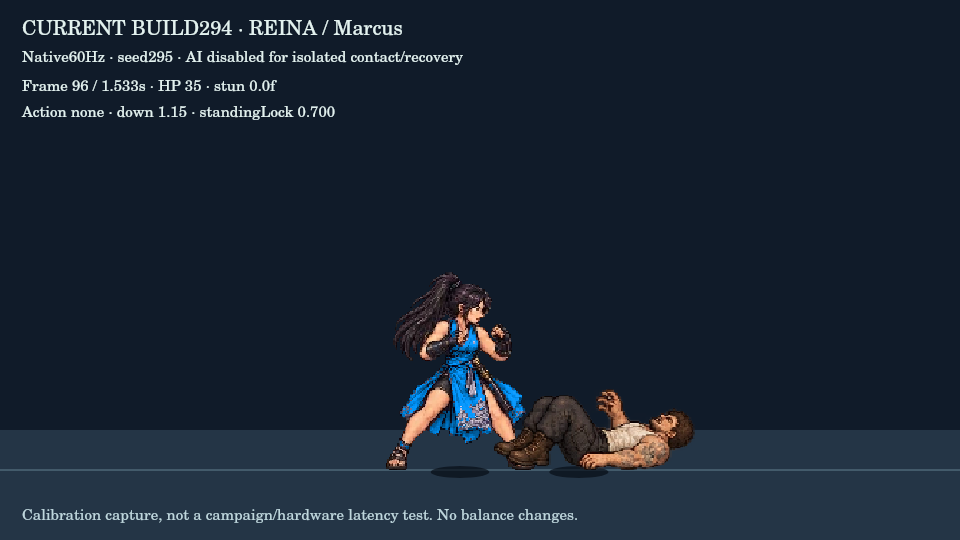 CURRENT BUILD294 · REINA / Marcus
Native60Hz · seed295 · AI disabled for isolated contact/recovery
Frame 96 / 1.533s · HP 35 · stun 0.0f
Action none · down 1.15 · standingLock 0.700
Calibration capture, not a campaign/hardware latency test. No balance changes.